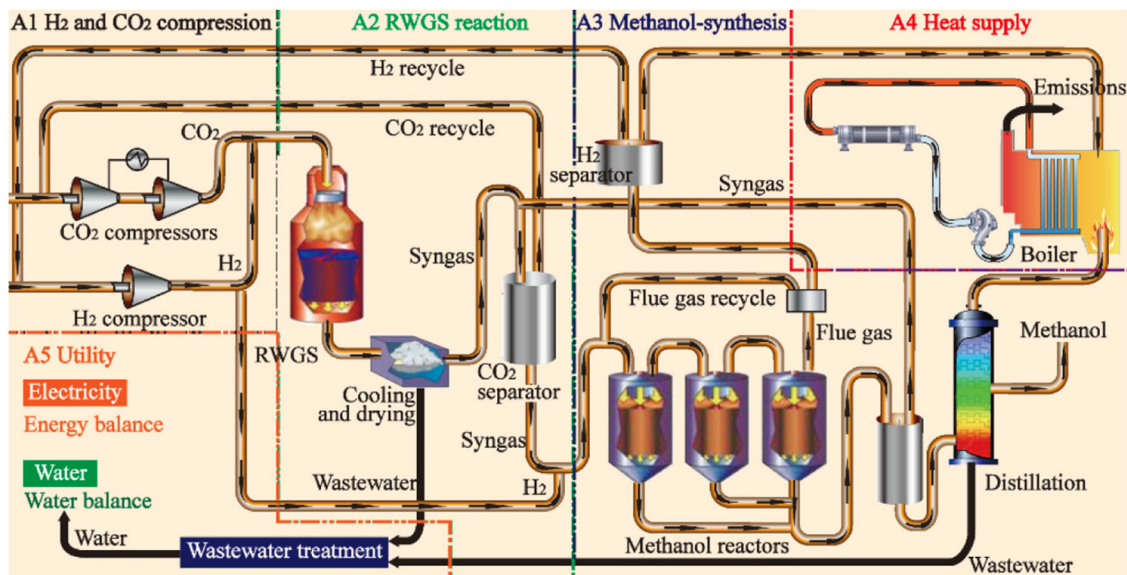 A1 H2 and CO2 compression
A2 RWGS reaction
A3 Methanol-synthesis
A4 Heat supply
H2 recycle
CO2 recycle
CO2
CO2 compressors
H2
H2 compressor
RWGS
Syngas
Cooling
and drying
CO2
separator
Syngas
H2
Wastewater
H2
separator
Syngas
Flue gas recycle
Flue gas
Methanol reactors
Emissions
Boiler
Methanol
Distillation
Wastewater
A5 Utility
Electricity
Energy balance
Water
Water balance
Water
Wastewater treatment